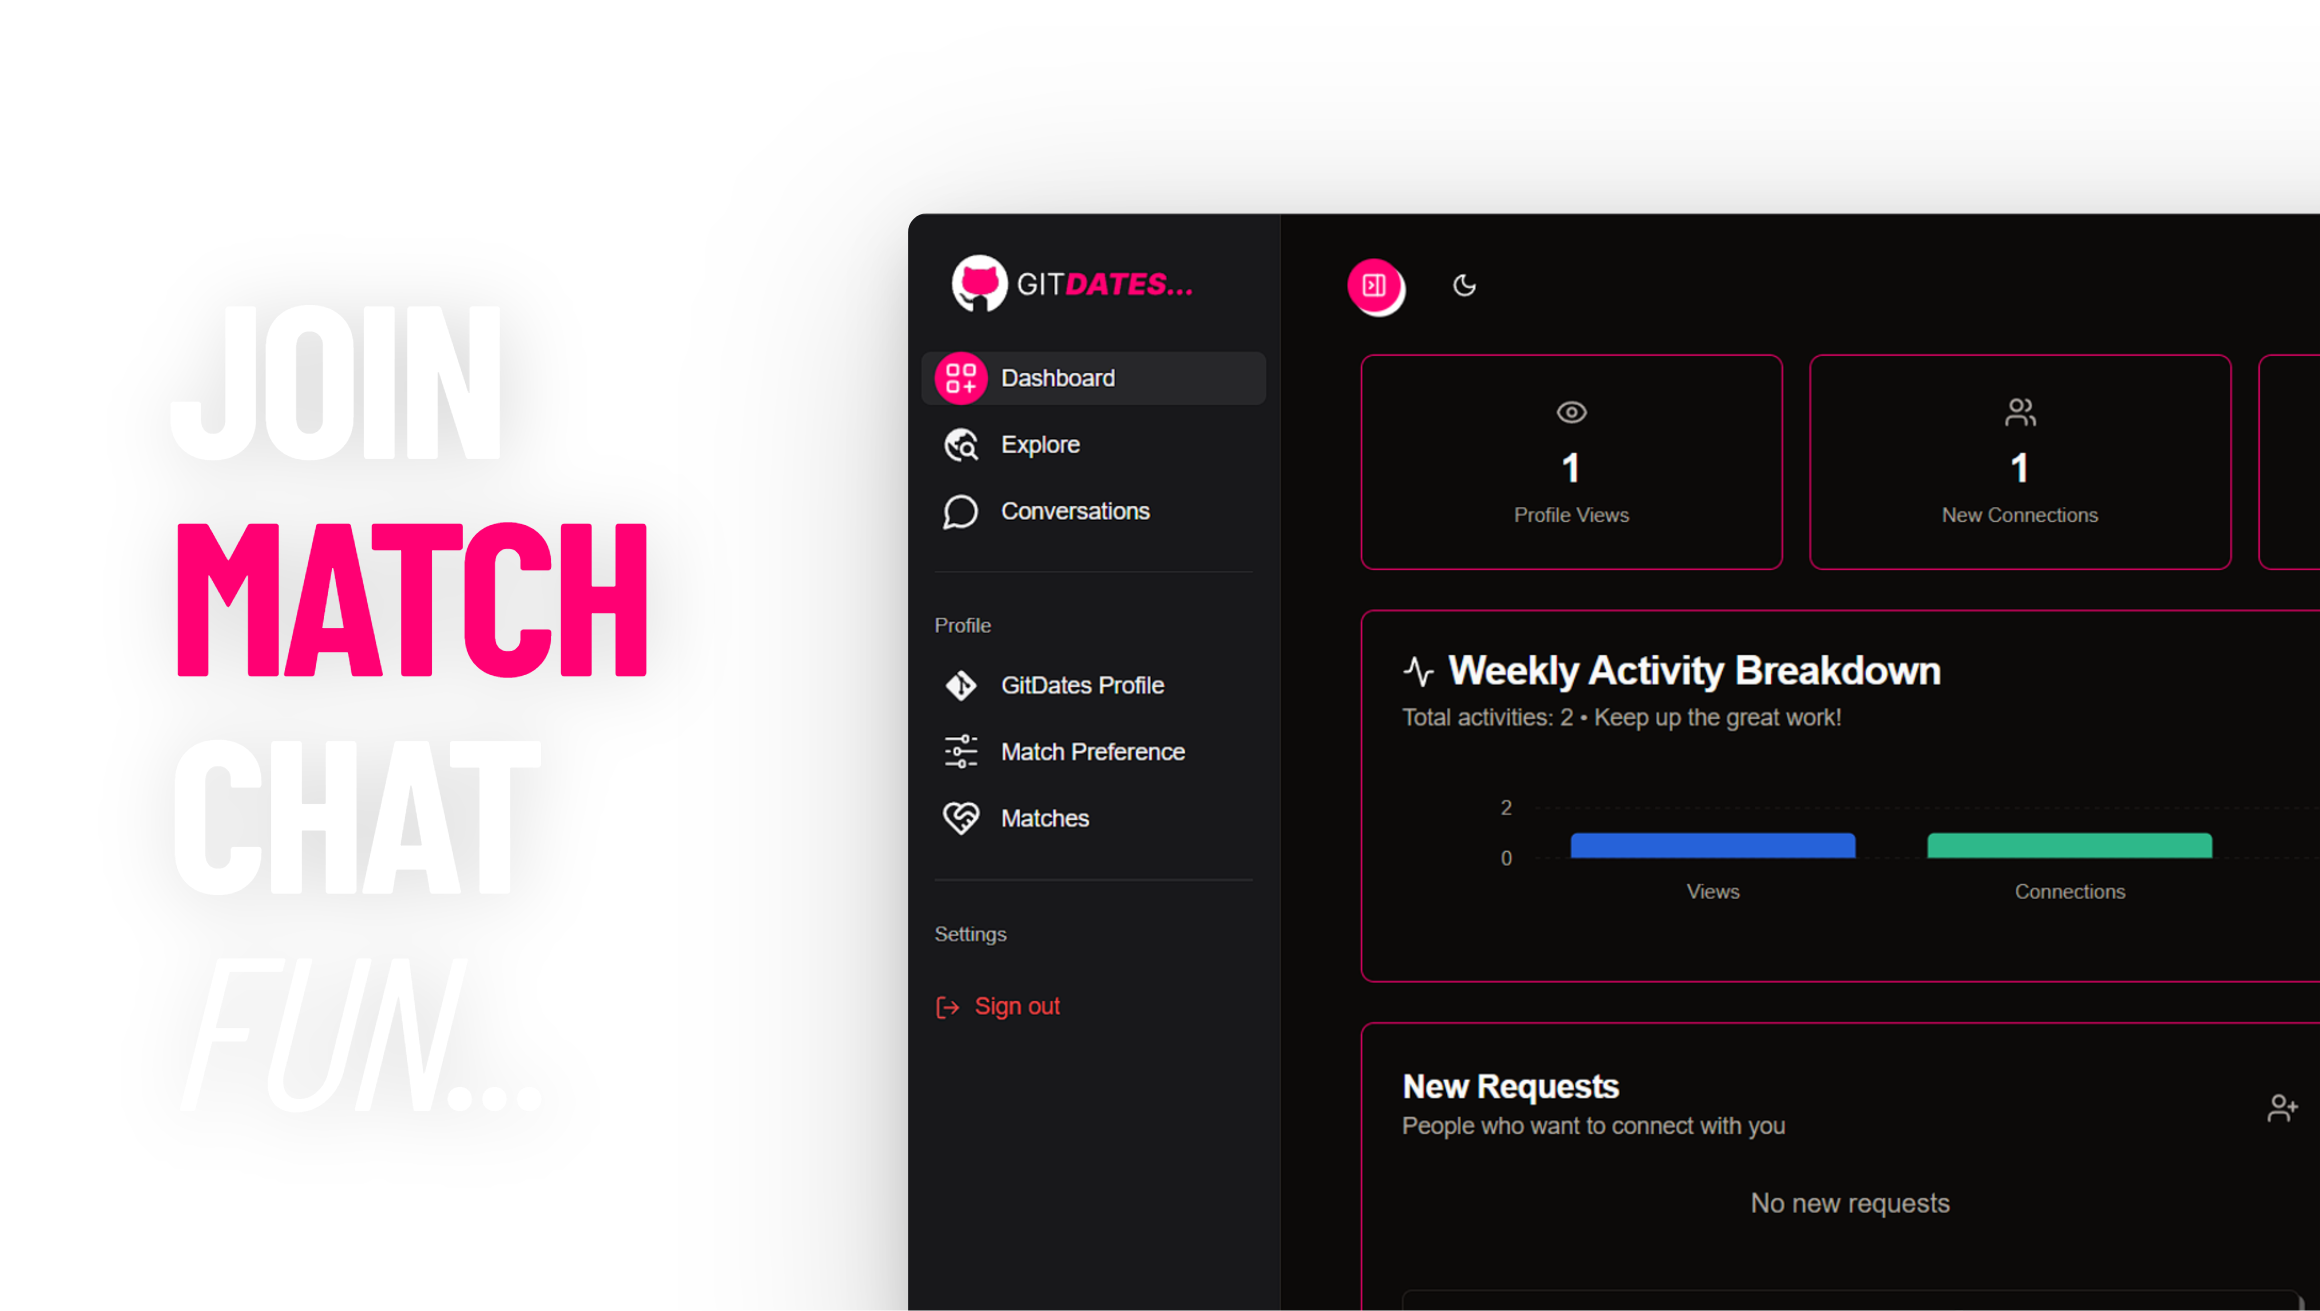 JOIN
MATCH
CHAT
FUN...
GITDATES...
Dashboard
Explore
Conversations
Profile
GitDates Profile
Match Preference
Matches
Settings
Sign out
1
Profile Views
1
New Connections
Weekly Activity Breakdown
Total activities: 2 • Keep up the great work!
2
0
Views
Connections
New Requests
People who want to connect with you
No new requests